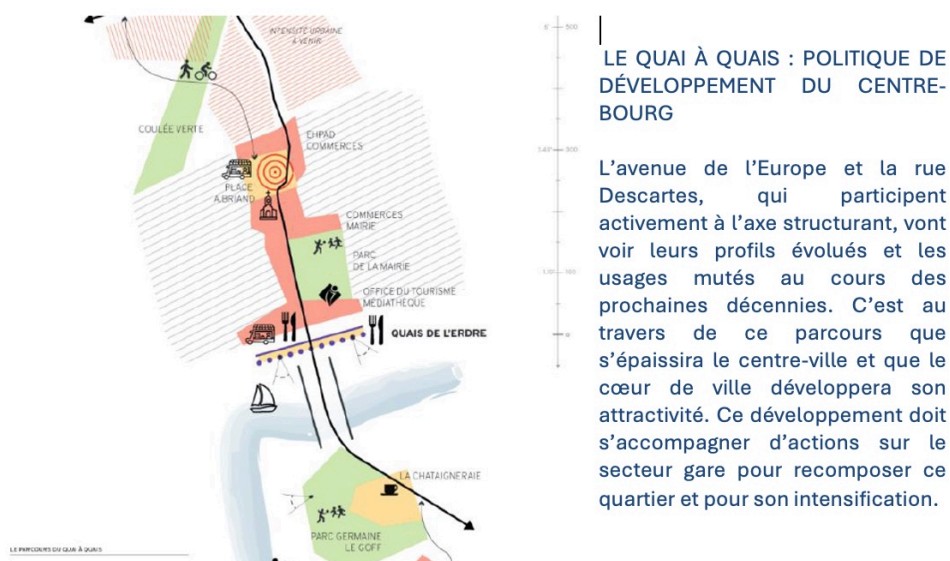 INTENSITÉ URBAINE
À VENIR
COULÉE VERTE
EHPAD
COMMERCES
PLACE
A.BRIAND
COMMERCES
MAIRIE
PARC
DE LA MAIRIE
OFFICE DU TOURISME
MÉDIATHÈQUE
QUAIS DE L'ERDRE
LA CHATAIGNERAIE
PARC GERMAINE
LE GOFF
LE PARCOURS DU QUAI À QUAIS
500
500
0
LE QUAI À QUAIS : POLITIQUE DE
DÉVELOPPEMENT DU CENTRE-
BOURG
L’avenue de l’Europe et la rue
Descartes, qui participent
activement à l’axe structurant, vont
voir leurs profils évolués et les
usages mutés au cours des
prochaines décennies. C’est au
travers de ce parcours que
s’épaissira le centre-ville et que le
cœur de ville développera son
attractivité. Ce développement doit
s’accompagner d’actions sur le
secteur gare pour recomposer ce
quartier et pour son intensification.